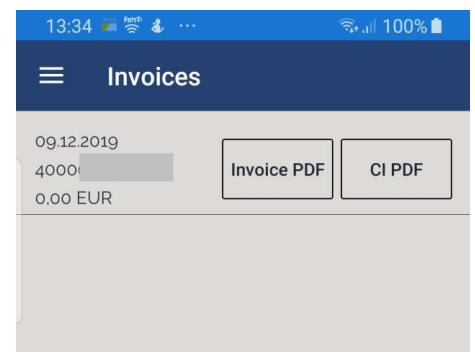 13:34 ... 100%
Invoices
09.12.2019
4000
Invoice PDF
CI PDF
0,00 EUR